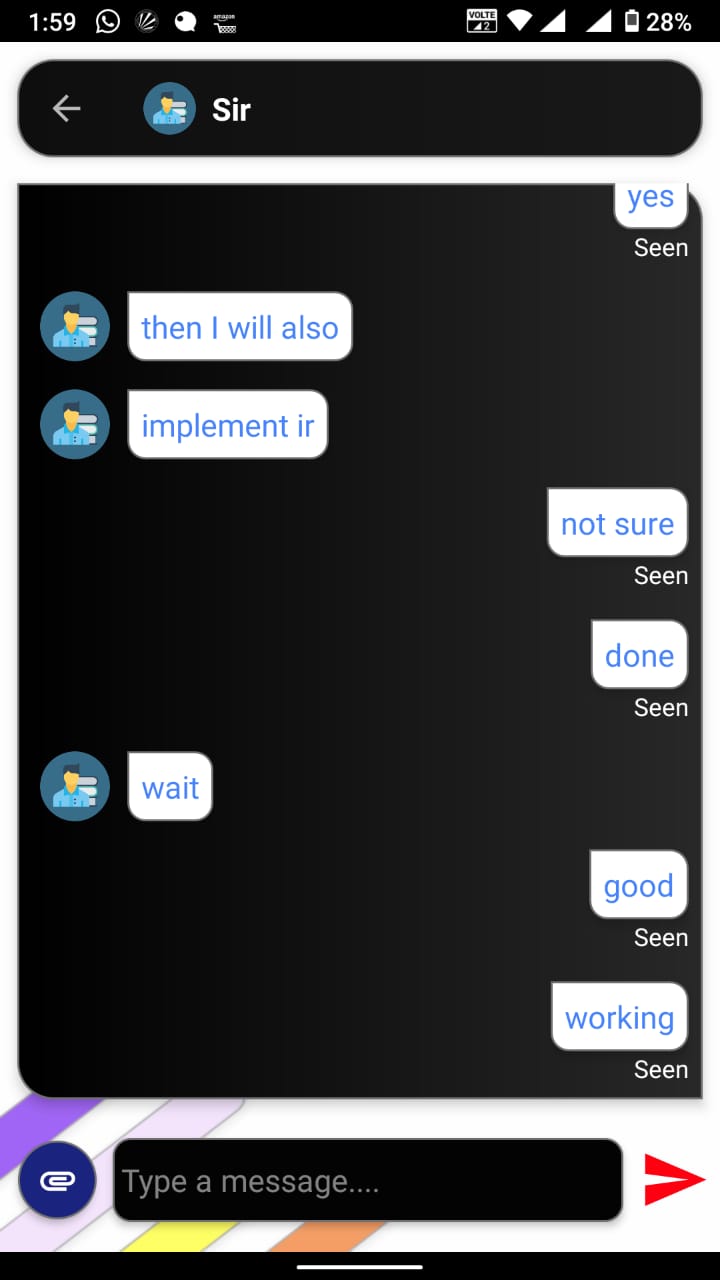 1:59
amazon
VOLTE
2
28%
Sir
yes
Seen
then I will also
implement ir
not sure
Seen
done
Seen
wait
good
Seen
working
Seen
Type a message....